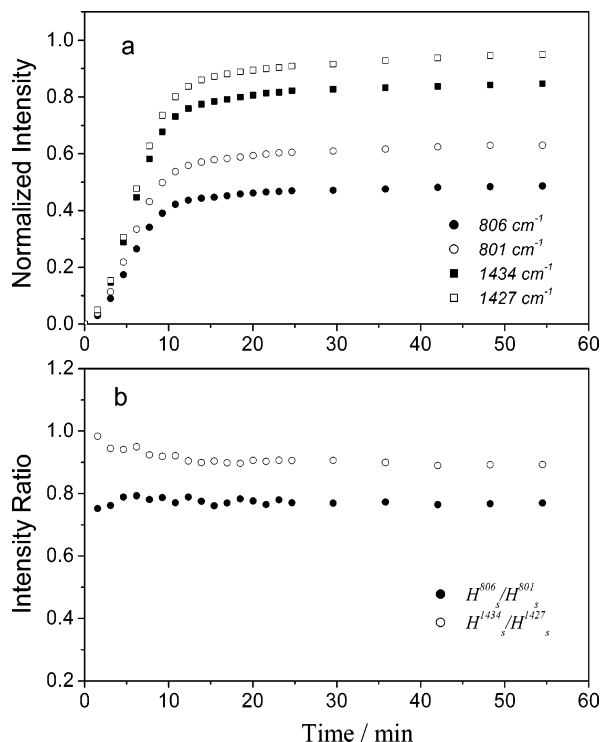 a
Normalized Intensity
1.0
0.8
0.6
0.4
0.2
0.0
806 cm⁻¹
801 cm⁻¹
1434 cm⁻¹
1427 cm⁻¹
0 10 20 30 40 50 60
b
Intensity Ratio
1.2
1.0
0.8
0.6
0.4
0.2
H⁸⁰⁶ₛ/H⁸⁰¹ₛ
H¹⁴³⁴ₛ/H¹⁴²⁷ₛ
0 10 20 30 40 50 60
Time / min